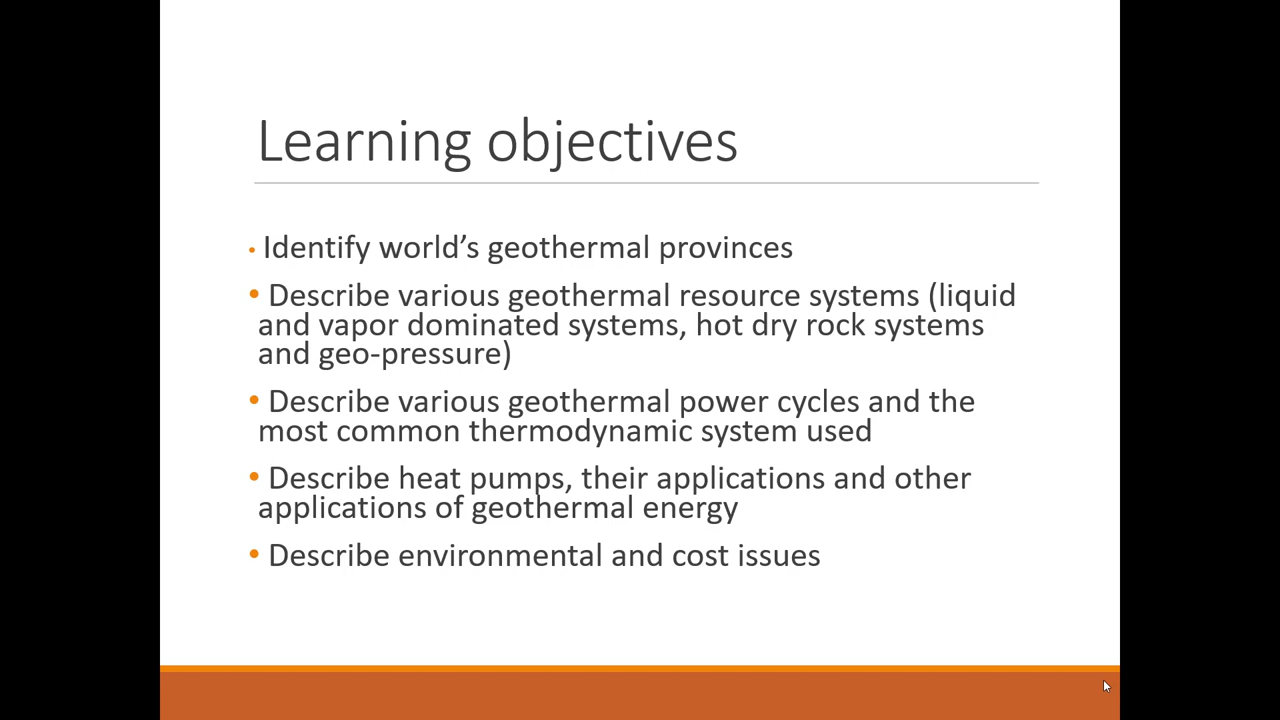 Learning objectives
• Identify world’s geothermal provinces
• Describe various geothermal resource systems (liquid
and vapor dominated systems, hot dry rock systems
and geo-pressure)
• Describe various geothermal power cycles and the
most common thermodynamic system used
• Describe heat pumps, their applications and other
applications of geothermal energy
• Describe environmental and cost issues